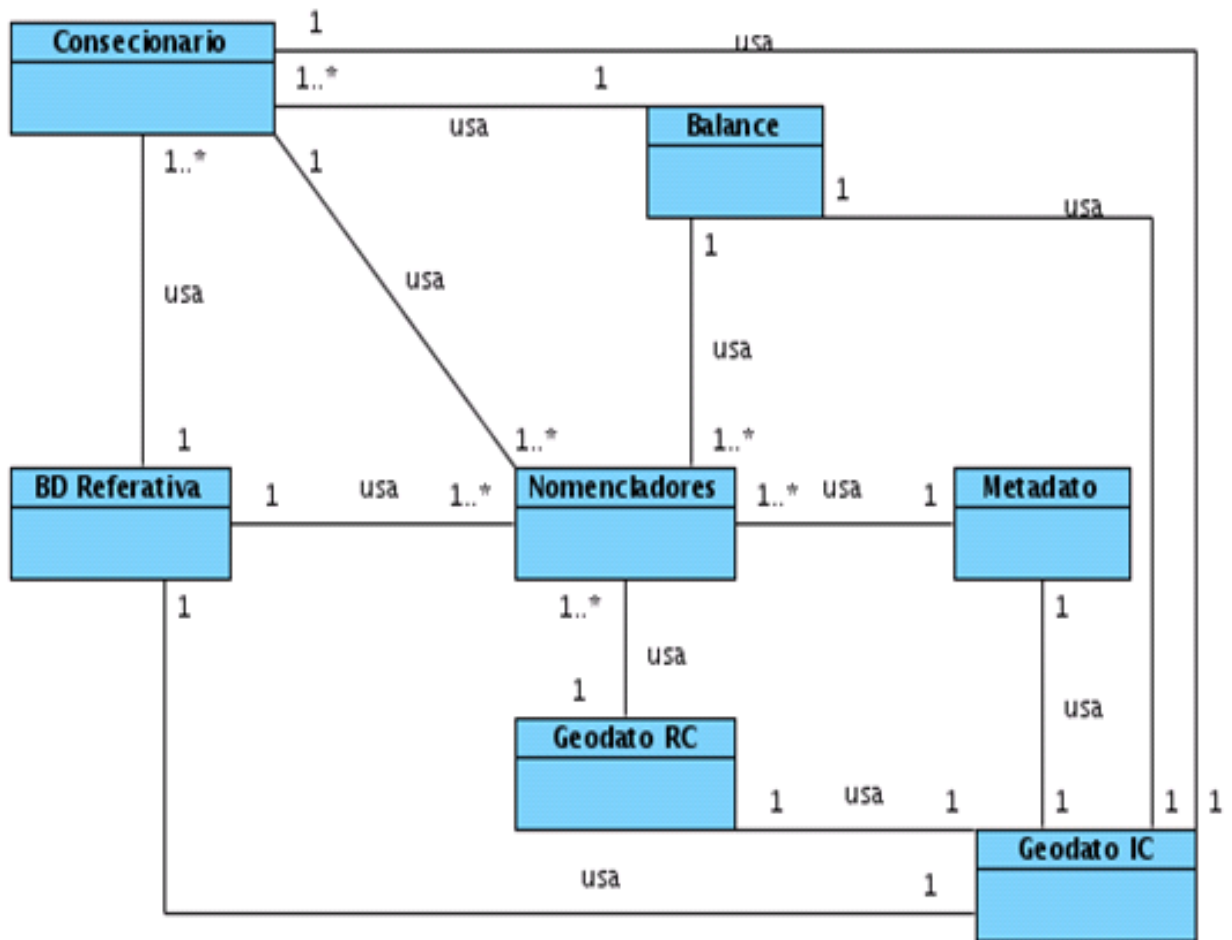 1
Consecionario
usa
1..*
1
usa
Balance
1..*
1
1
usa
1
usa
usa
usa
1
1..*
1..*
BD Referativa
1
usa
1..*
Nomencladores
1..*
usa
1
Metadato
1
1..*
1
usa
1
usa
Geodato RC
1
usa
1
1
1
1
Geodato IC
usa
1